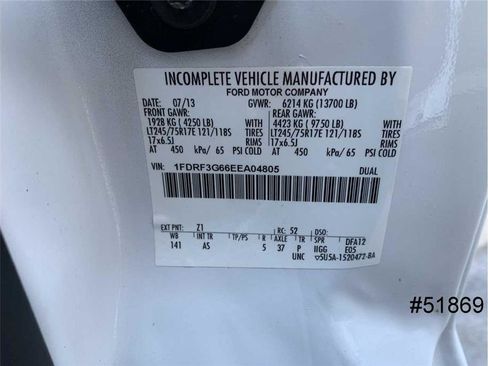 INCOMPLETE VEHICLE MANUFACTURED BY
FORD MOTOR COMPANY
DATE: 07/13 GVWR: 6214 KG (13700 LB)
FRONT GAWR: REAR GAWR:
1928 KG (4250 LB) WITH 4423 KG (9750 LB) WITH
LT245/75R17E 121/118S TIRES LT245/75R17E 121/118S TIRES
17x6.5J RIMS 17x6.5J RIMS
AT 450 kPa/ 65 PSI COLD AT 450 kPa/ 65 PSI COLD
VIN: 1FDRF3G66EEA04805 DUAL
EXT PNT: Z1 RC: 52 DSO:
WB INT TR TP/PS R AXLE TR SPR DFA12
141 AS 5 37 P IIGG E05
UNC 5U5A-1520472-BA
#51869